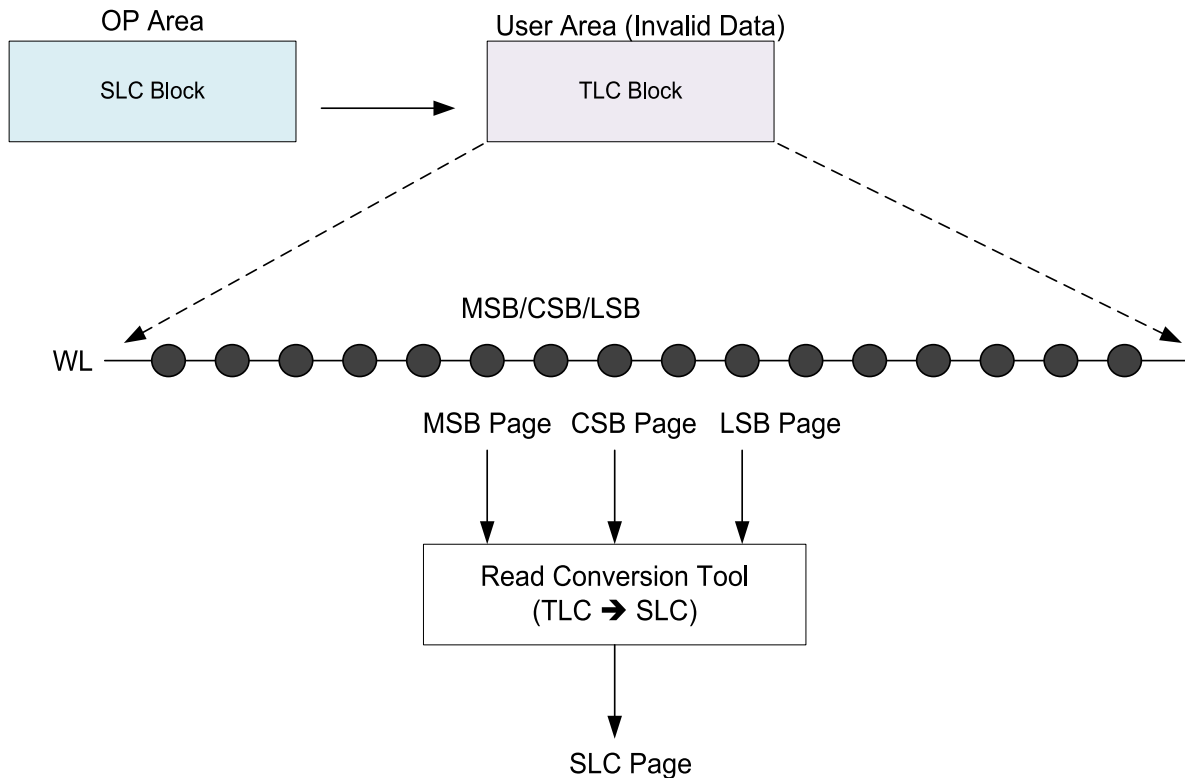 OP Area
User Area (Invalid Data)
SLC Block
TLC Block
MSB/CSB/LSB
WL
MSB Page
CSB Page
LSB Page
Read Conversion Tool
(TLC ➔ SLC)
SLC Page